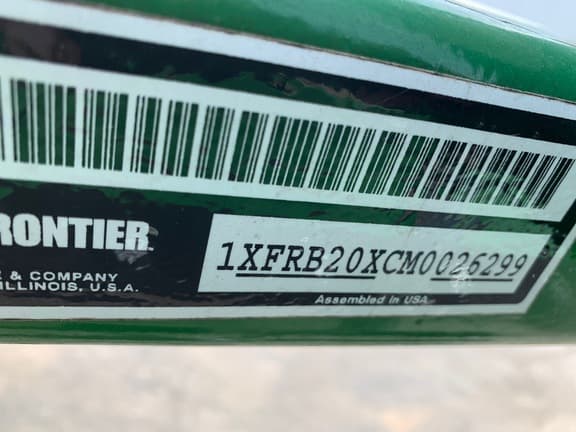 RONTIER.
1XFRB20XCM0026299
& COMPANY
ILLINOIS, U.S.A.
Assembled in USA